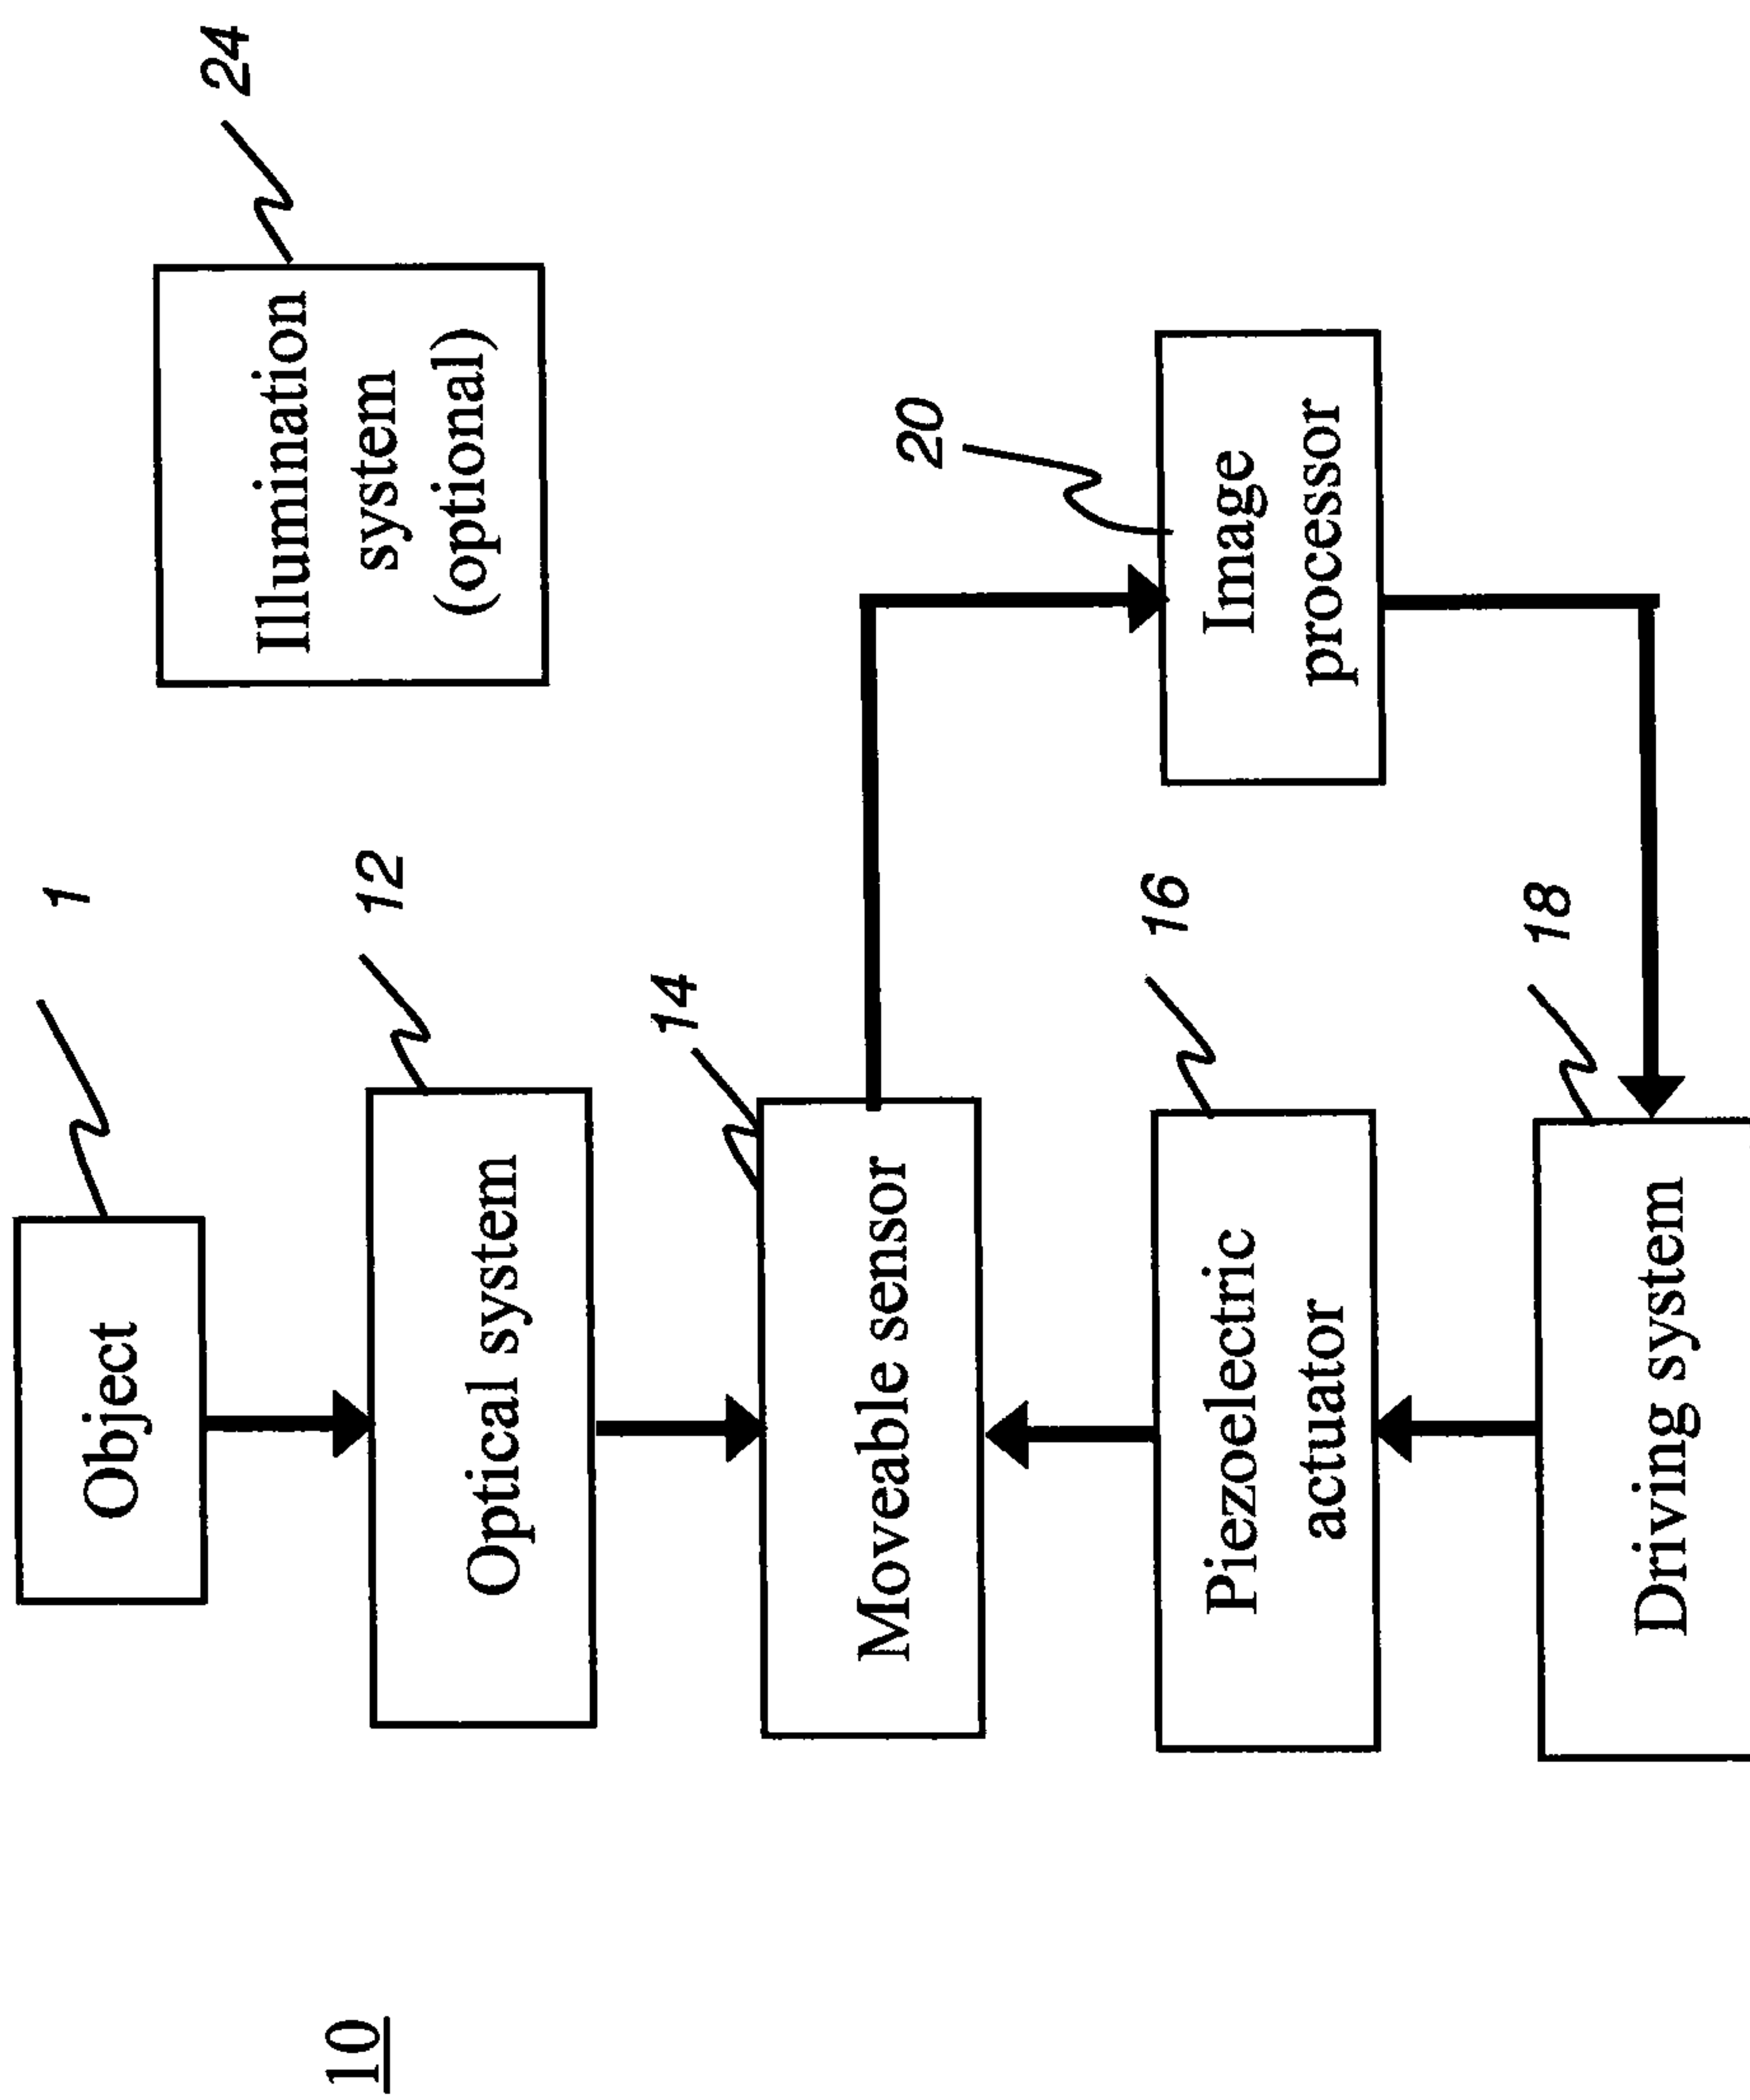 10
Object
1
Optical system
12
Illumination
system
(optional)
24
Moveable sensor
14
Piezoelectric
actuator
16
Image
processor
20
Driving system
18